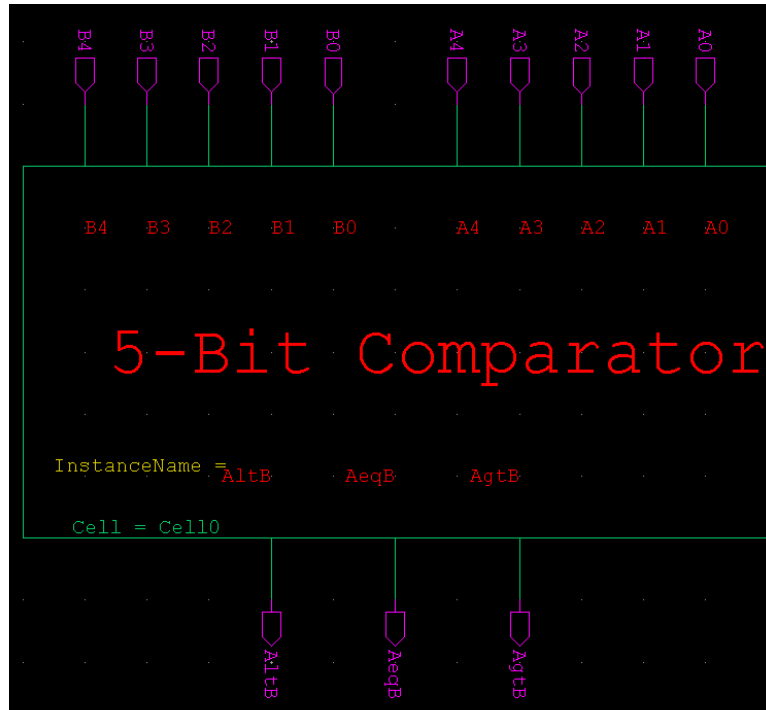 B4 B3 B2 B1 B0 A4 A3 A2 A1 A0
B4 B3 B2 B1 B0 A4 A3 A2 A1 A0
5-Bit Comparator
InstanceName =
AltB AeqB AgtB
Cell = Cell0
AltB AeqB AgtB